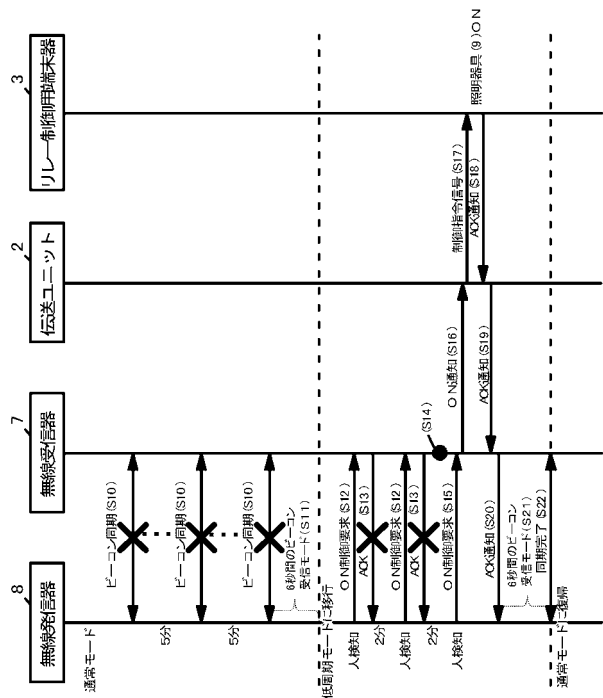 8
無線発信器
7
無線受信器
2
伝送ユニット
3
リレー制御用端末器
通常モード
ビーコン同期(S10)
5分
ビーコン同期(S10)
5分
ビーコン同期(S10)
6秒間のビーコン
受信モード(S11)
低周期モードに移行
人検知
ON制御要求(S12)
ACK
(S13)
2分
人検知
ON制御要求(S12)
ACK
(S13)
2分
(S14)
人検知
ON制御要求(S15)
ON通知(S16)
制御指令信号(S17)
照明器具(9)ON
ACK通知(S18)
ACK通知(S19)
ACK通知(S20)
6秒間のビーコン
受信モード(S21)
同期完了(S22)
通常モードに復帰